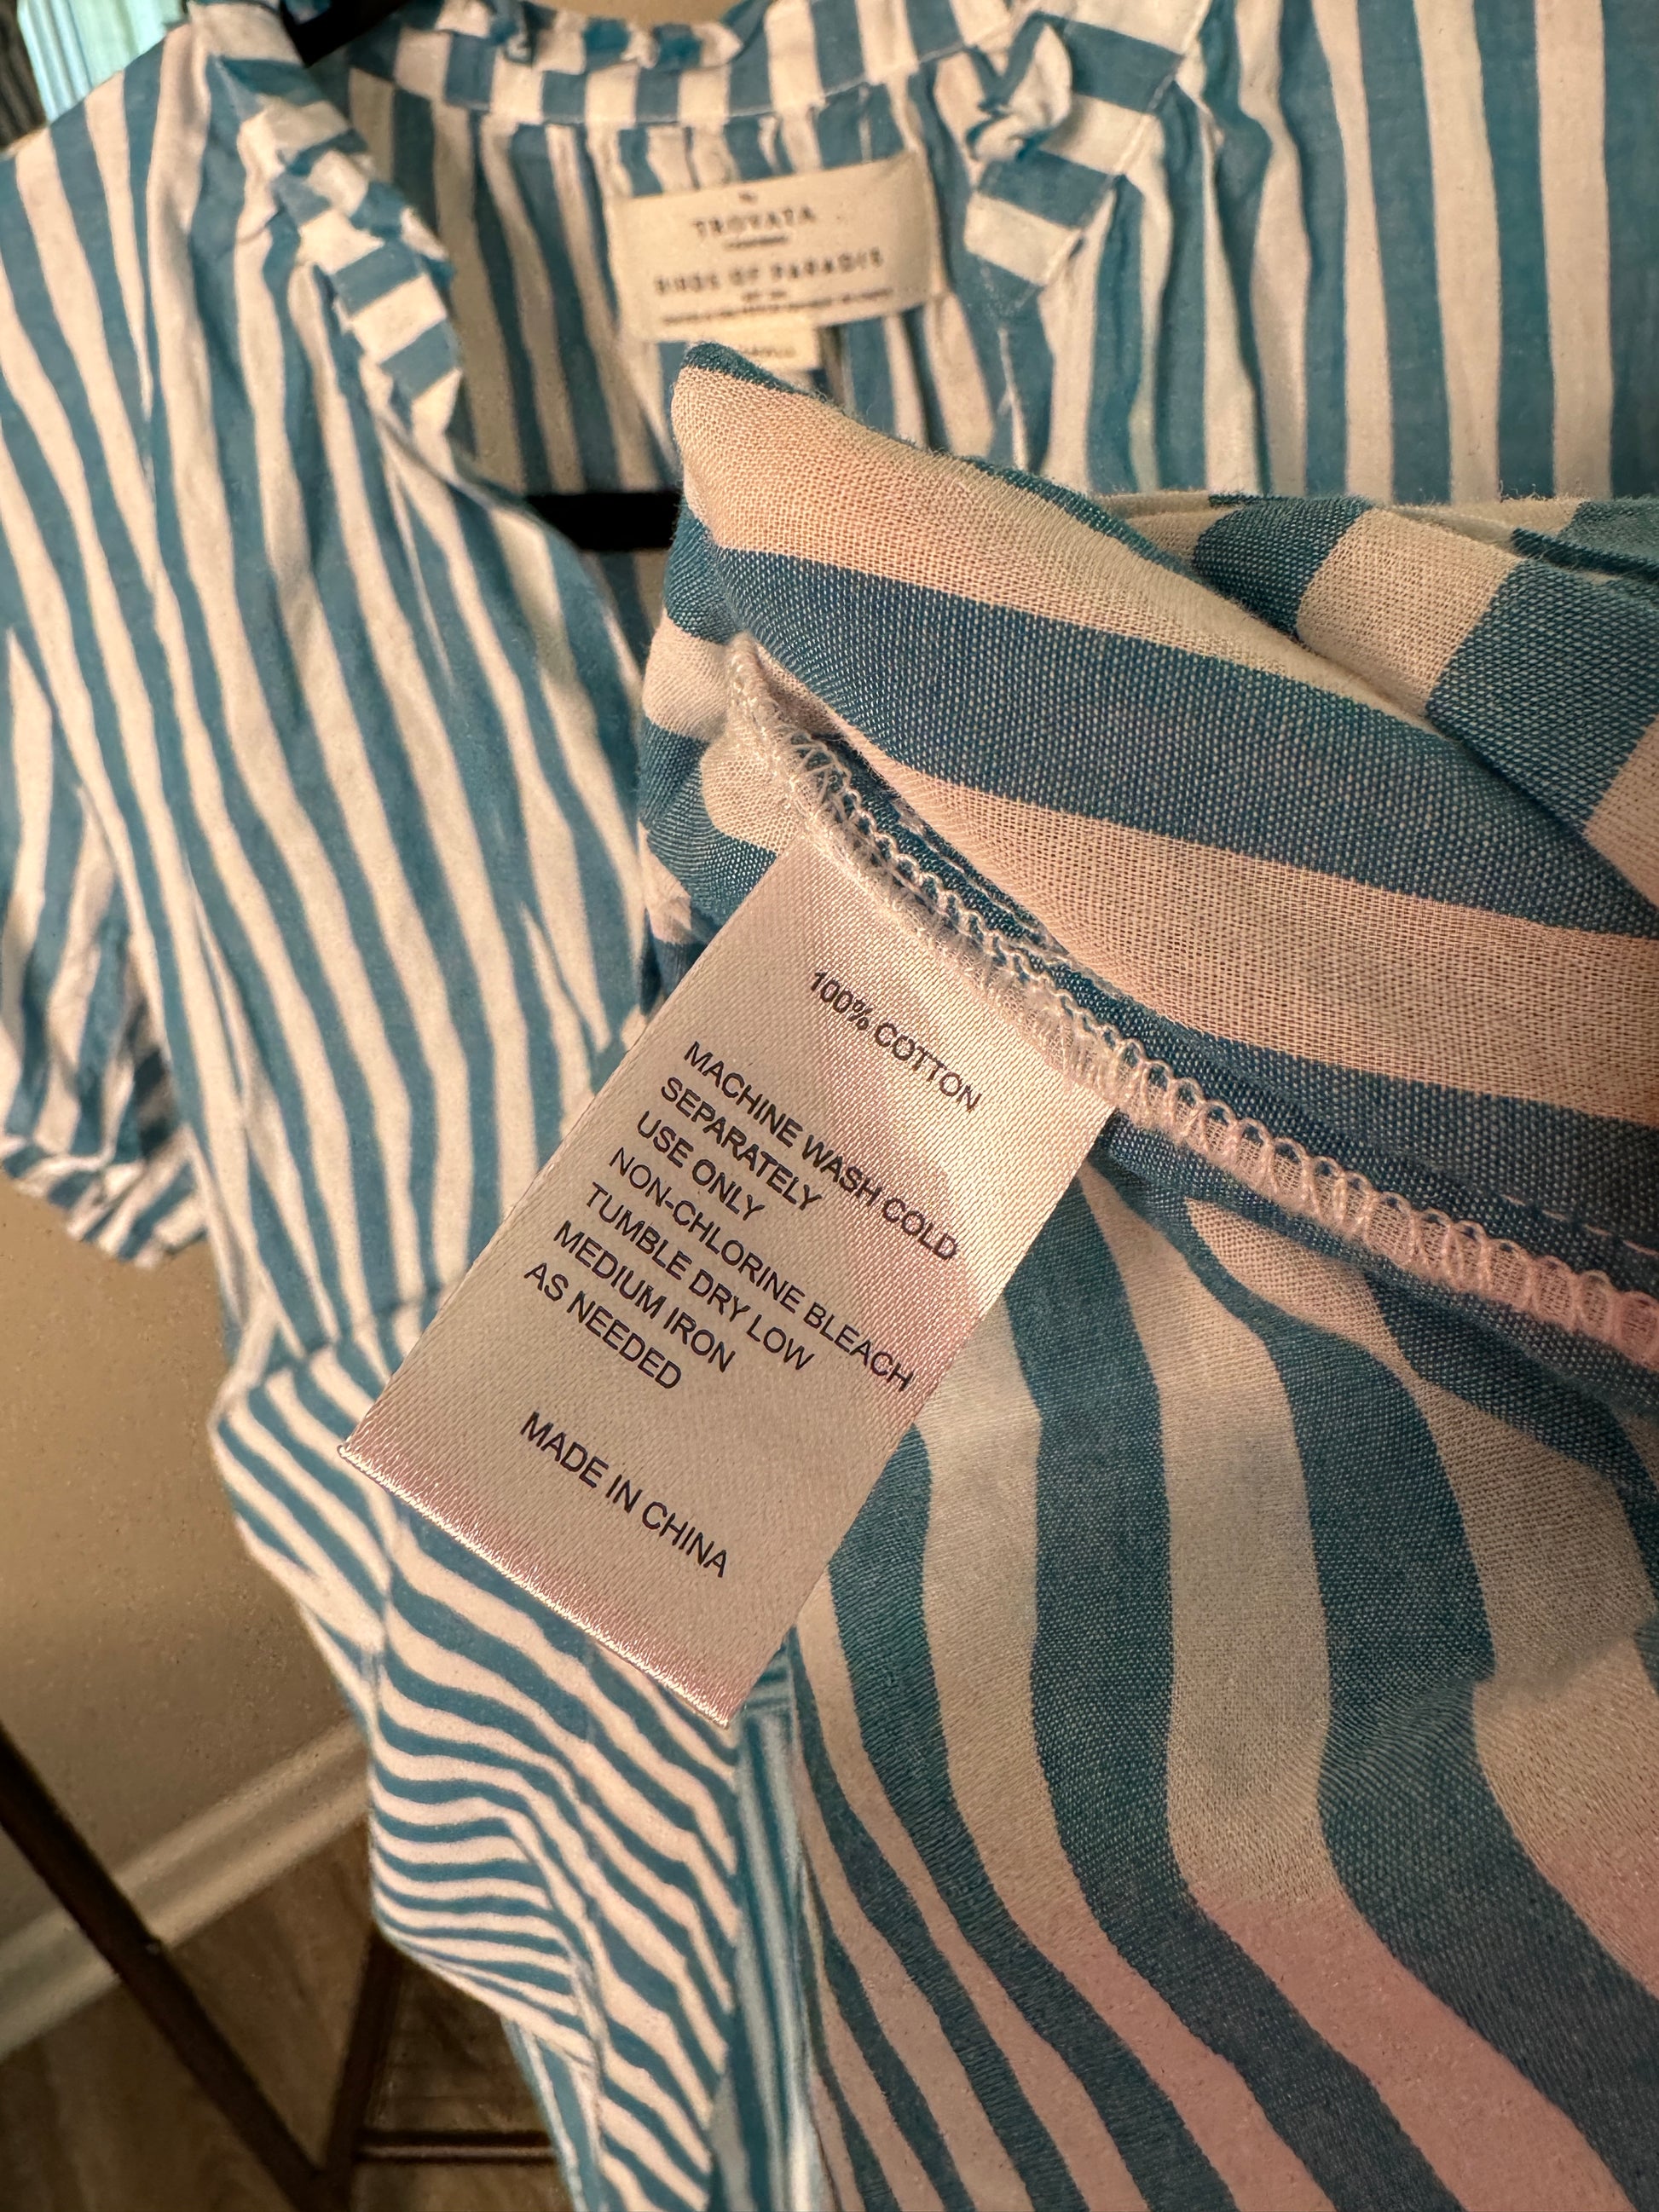 TROVATA
BIRDS OF PARADIS
100% COTTON
MACHINE WASH COLD
SEPARATELY
USE ONLY
NON-CHLORINE BLEACH
TUMBLE DRY LOW
MEDIUM IRON
AS NEEDED
MADE IN CHINA